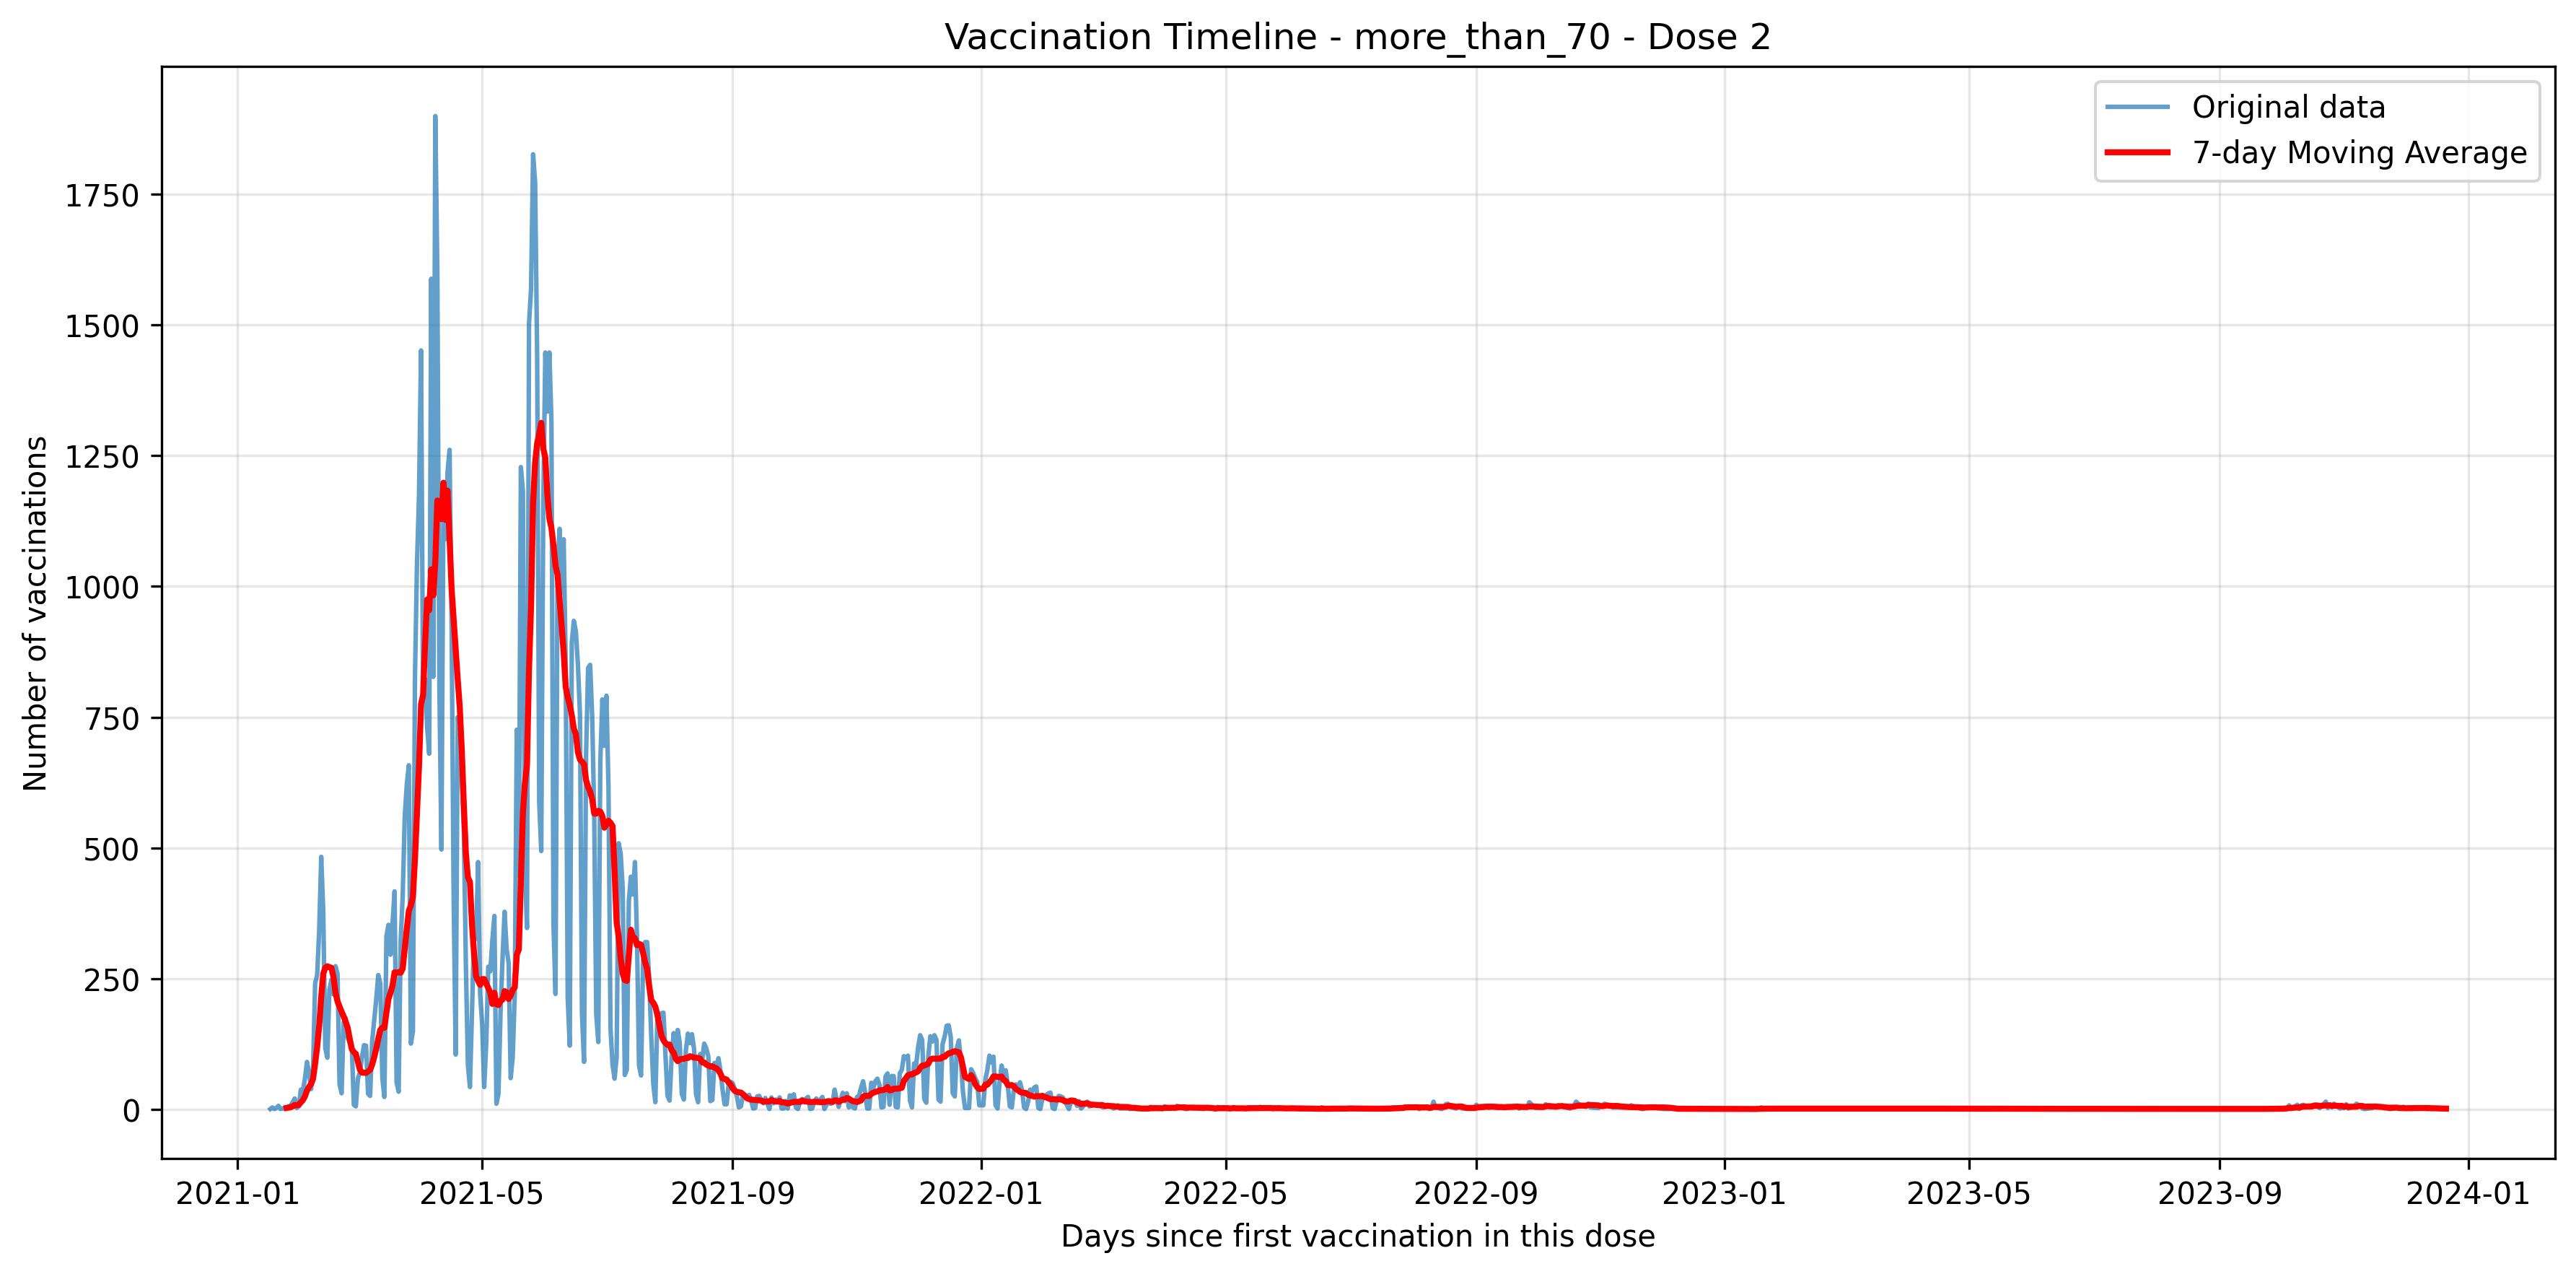 Vaccination Timeline - more_than_70 - Dose 2
Original data
7-day Moving Average
Number of vaccinations
1750
1500
1250
1000
750
500
250
0
2021-01 2021-05 2021-09 2022-01 2022-05 2022-09 2023-01 2023-05 2023-09 2024-01
Days since first vaccination in this dose